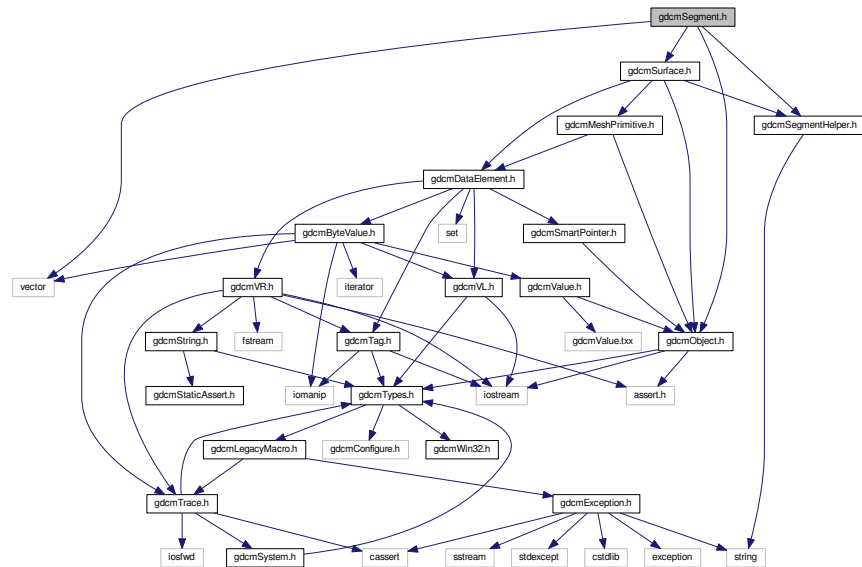 gdcmSegment.h
gdcmSurface.h
gdcmMeshPrimitive.h
gdcmSegmentHelper.h
gdcmDataElement.h
gdcmByteValue.h
set
gdcmSmartPointer.h
vector
gdcmVR.h
iterator
gdcmVL.h
gdcmValue.h
gdcmString.h
fstream
gdcmTag.h
gdcmValue.txx
gdcmObject.h
gdcmStaticAssert.h
iomanip
gdcmTypes.h
iostream
assert.h
gdcmLegacyMacro.h
gdcmConfigure.h
gdcmWin32.h
gdcmTrace.h
gdcmException.h
iosfwd
gdcmSystem.h
cassert
sstream
stdexcept
cstdlib
exception
string